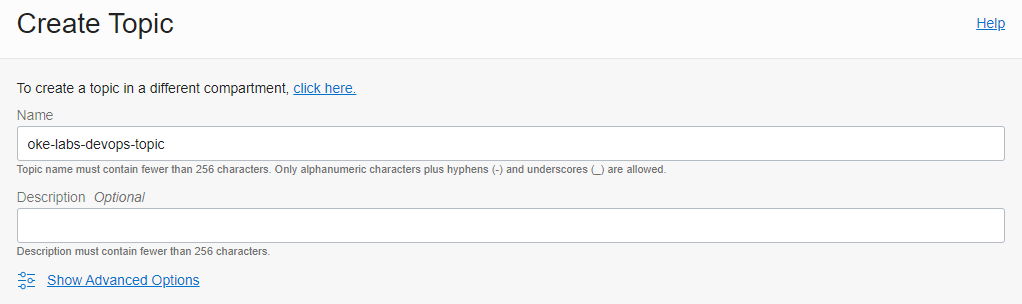 Create Topic
Help
To create a topic in a different compartment, click here.
Name
oke-labs-devops-topic
Topic name must contain fewer than 256 characters. Only alphanumeric characters plus hyphens (-) and underscores (_) are allowed.
Description Optional
Description must contain fewer than 256 characters.
Show Advanced Options